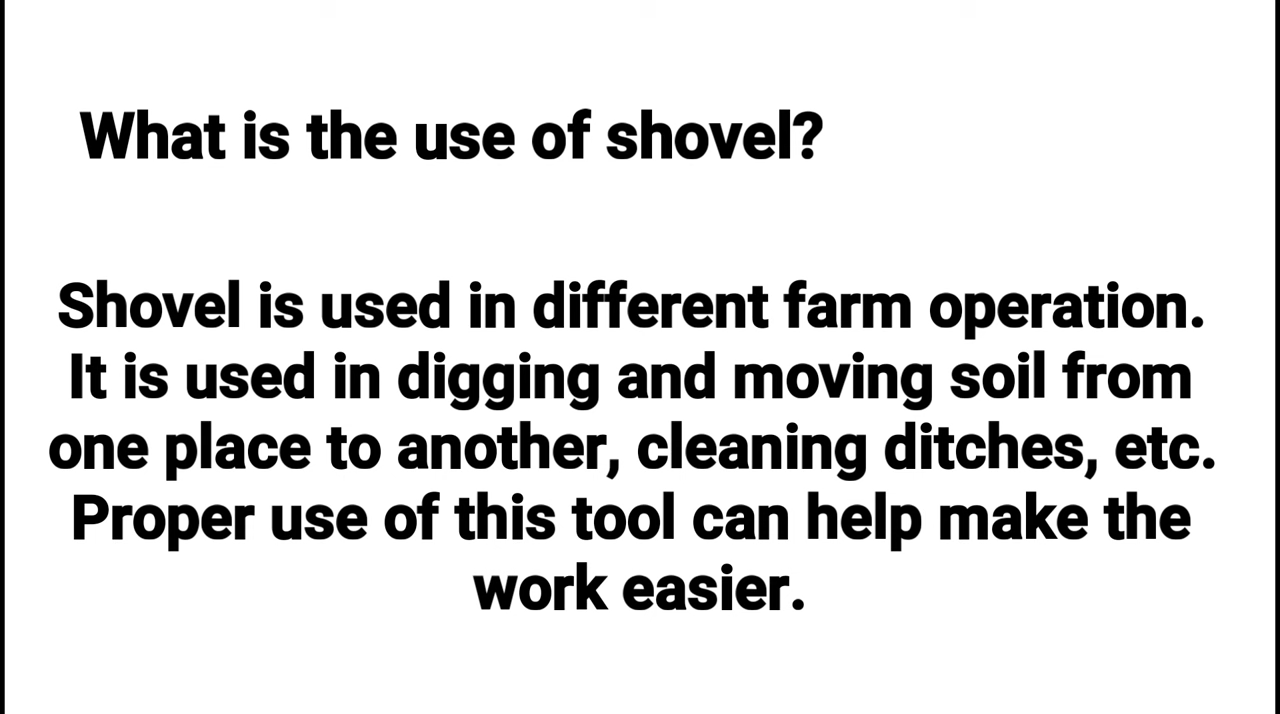 What is the use of shovel?
Shovel is used in different farm operation.
It is used in digging and moving soil from
one place to another, cleaning ditches, etc.
Proper use of this tool can help make the
work easier.